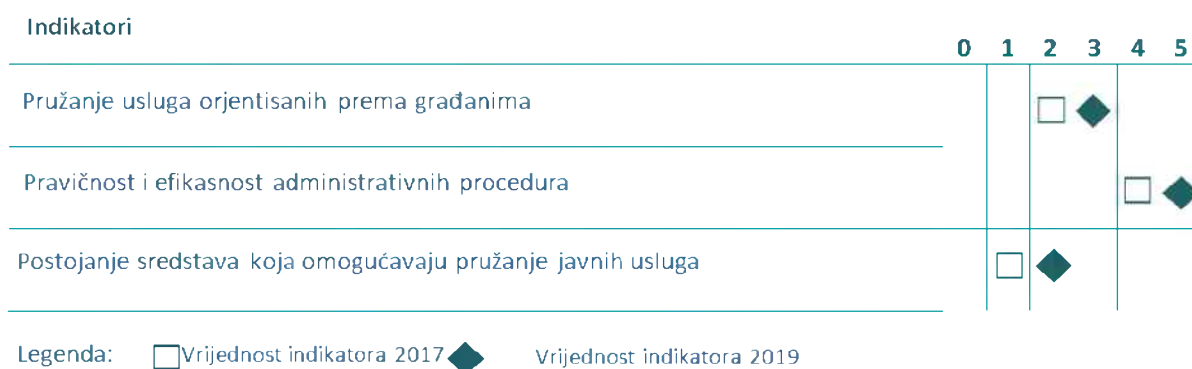 Indikatori
0 1 2 3 4 5
Pružanje usluga orjentisanih prema građanima
Pravičnost i efikasnost administrativnih procedura
Postojanje sredstava koja omogućavaju pružanje javnih usluga
Legenda: Vrijednost indikatora 2017 Vrijednost indikatora 2019